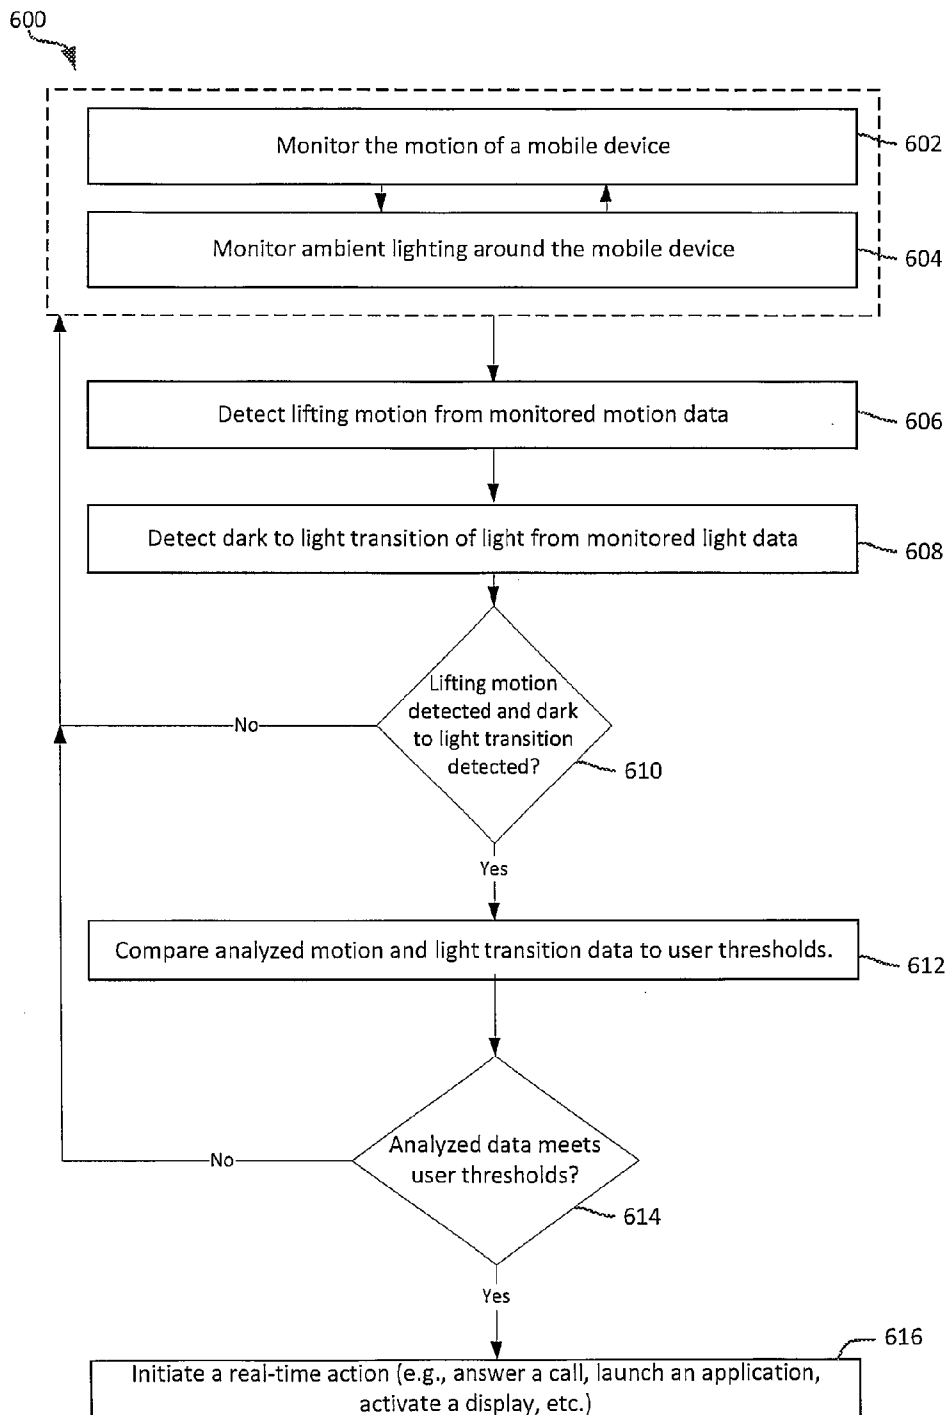 600
Monitor the motion of a mobile device
602
Monitor ambient lighting around the mobile device
604
Detect lifting motion from monitored motion data
606
Detect dark to light transition of light from monitored light data
608
Lifting motion
detected and dark
to light transition
detected?
610
No
Yes
Compare analyzed motion and light transition data to user thresholds.
612
Analyzed data meets
user thresholds?
614
No
Yes
616
Initiate a real-time action (e.g., answer a call, launch an application,
activate a display, etc.)